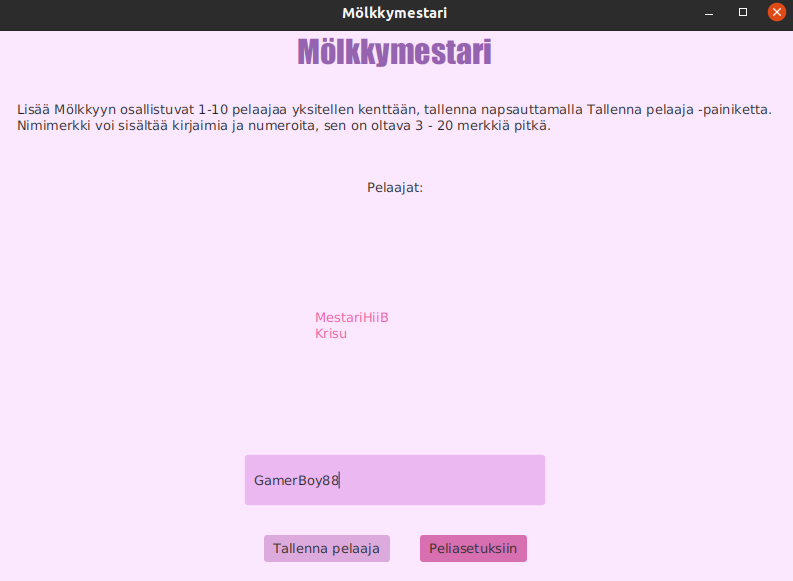 Mölkkymestari
Mölkkymestari
Lisää Mölkkyyn osallistuvat 1-10 pelaajaa yksitellen kenttään, tallenna napsauttamalla Tallenna pelaaja -painiketta.
Nimimerkki voi sisältää kirjaimia ja numeroita, sen on oltava 3 - 20 merkkiä pitkä.
Pelaajat:
MestariHiiB
Krisu
GamerBoy88
Tallenna pelaaja
Peliasetuksiin